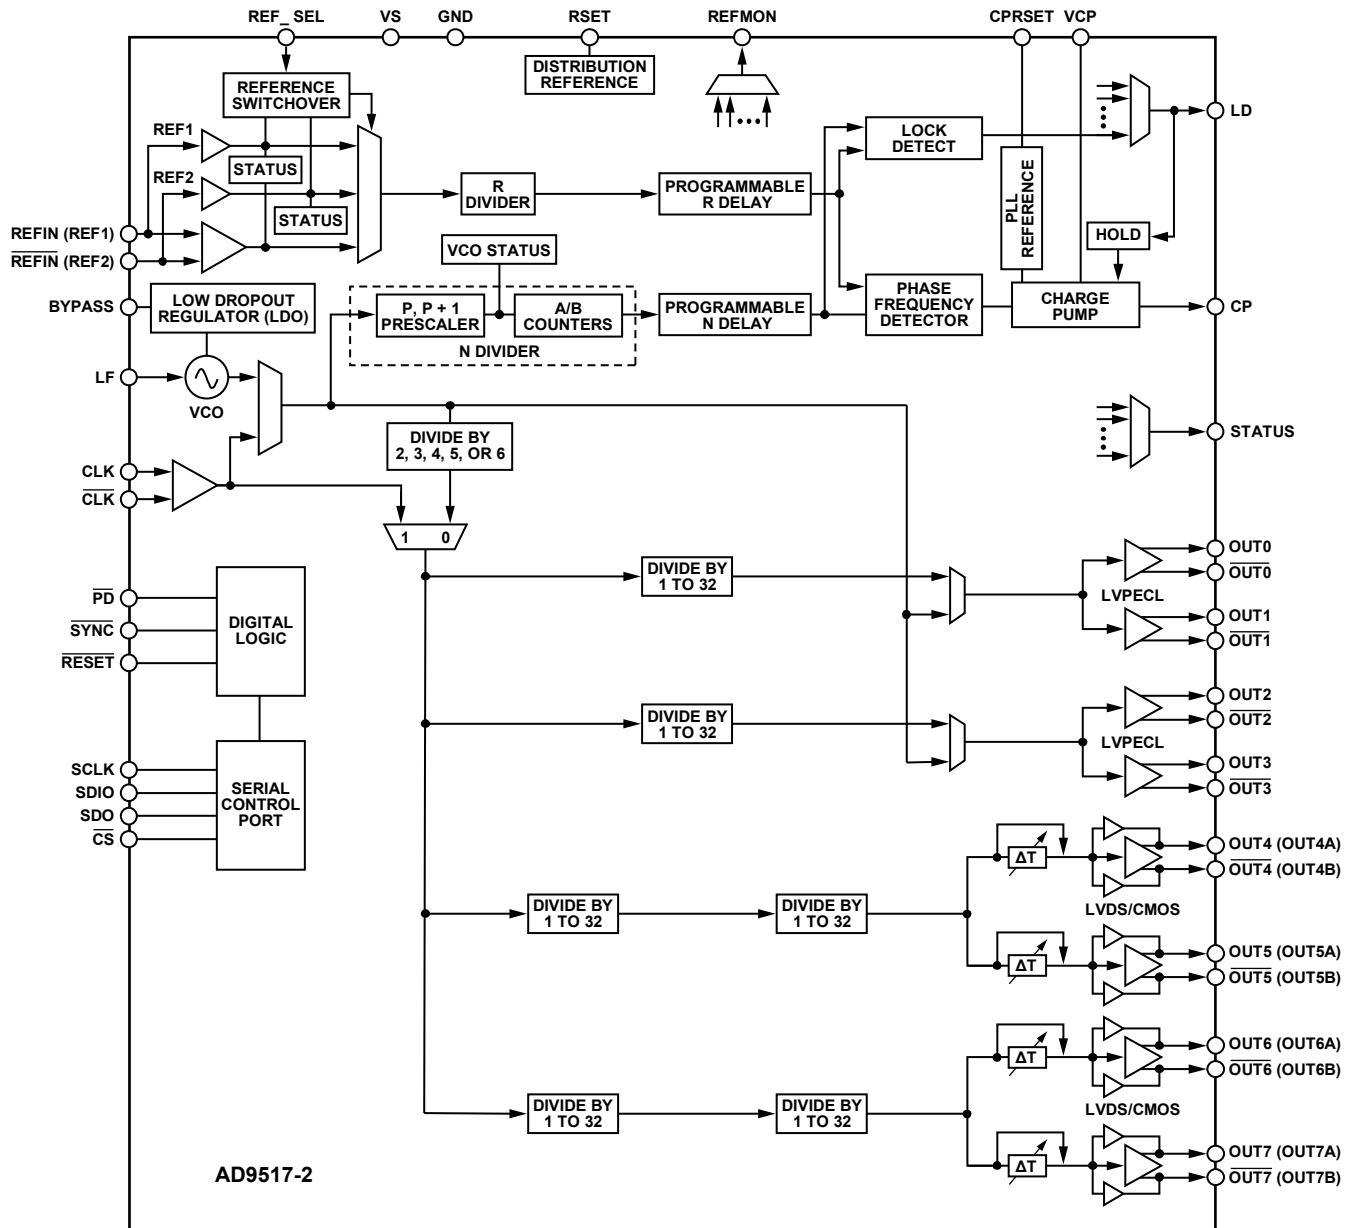 REF_ SEL VS GND RSET REFMON CPRSET VCP
DISTRIBUTION
REFERENCE
REFERENCE
SWITCHOVER
LD
REF1
LOCK
DETECT
STATUS
REF2
R
DIVIDER
PROGRAMMABLE
R DELAY
PLL
REFERENCE
STATUS
REFIN (REF1)
REFIN (REF2)
HOLD
VCO STATUS
BYPASS
LOW DROPOUT
REGULATOR (LDO)
P, P + 1
PRESCALER
A/B
COUNTERS
N DIVIDER
PROGRAMMABLE
N DELAY
PHASE
FREQUENCY
DETECTOR
CHARGE
PUMP
CP
LF
VCO
DIVIDE BY
2, 3, 4, 5, OR 6
STATUS
CLK
CLK
1 0
DIVIDE BY
1 TO 32
OUT0
OUT0
LVPECL
OUT1
OUT1
PD
SYNC
RESET
DIGITAL
LOGIC
DIVIDE BY
1 TO 32
OUT2
OUT2
LVPECL
OUT3
OUT3
SCLK
SDIO
SDO
CS
SERIAL
CONTROL
PORT
ΔT
OUT4 (OUT4A)
OUT4 (OUT4B)
DIVIDE BY
1 TO 32
DIVIDE BY
1 TO 32
LVDS/CMOS
ΔT
OUT5 (OUT5A)
OUT5 (OUT5B)
ΔT
OUT6 (OUT6A)
OUT6 (OUT6B)
DIVIDE BY
1 TO 32
DIVIDE BY
1 TO 32
LVDS/CMOS
ΔT
OUT7 (OUT7A)
OUT7 (OUT7B)
AD9517-2